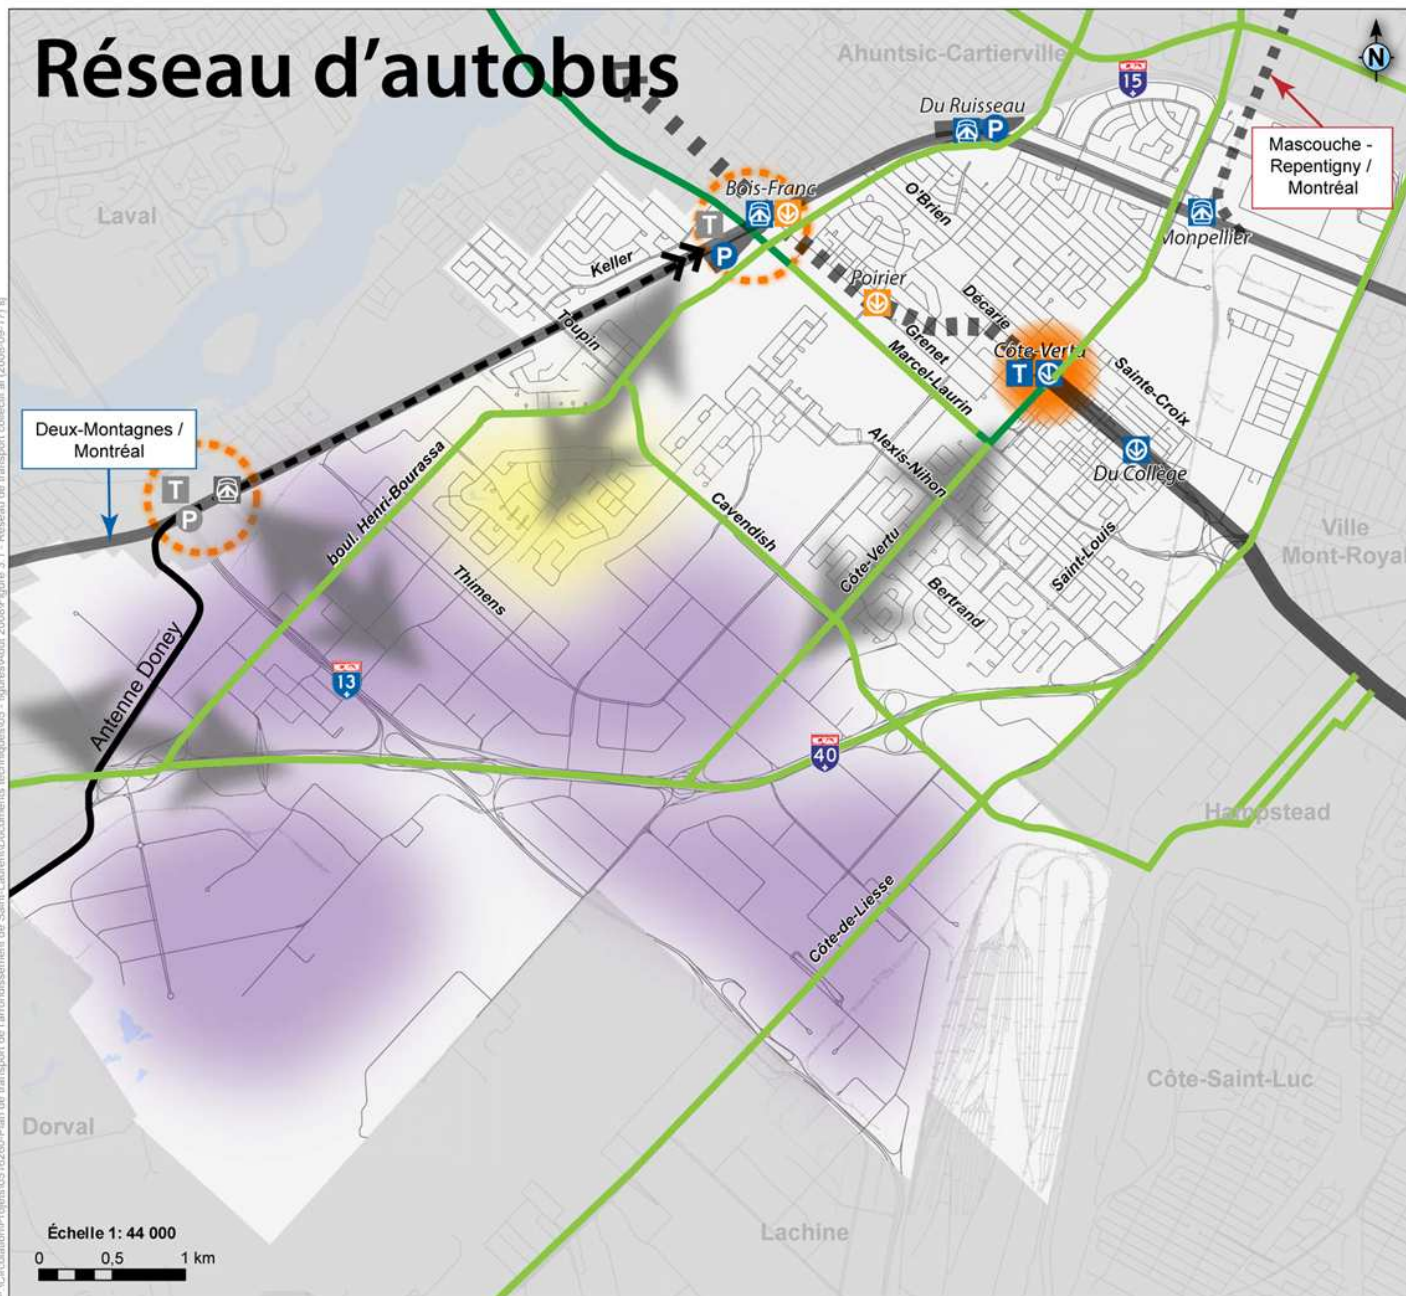 Réseau d'autobus
N
Ahuntsic-Cartierville
15
Du Ruisseau
P
Mascouche -
Repentigny /
Montréal
Laval
Bois-Franc
T
P
O'Brien
Monpellier
Keller
Poirier
Décarie
Toupin
Grenet
Marcel-Laurin
Côte-Vertu
T
Sainte-Croix
Deux-Montagnes /
Montréal
Alexis-Nihon
Du Collège
T
P
boul. Henri-Bourassa
Cavendish
Ville
Mont-Royal
Côte-Vertu
Saint-Louis
Thimens
Bertrand
Antenne Doney
13
40
Hampstead
Côte-de-Liesse
Côte-Saint-Luc
Dorval
Lachine
Échelle 1: 44 000
0 0,5 1 km